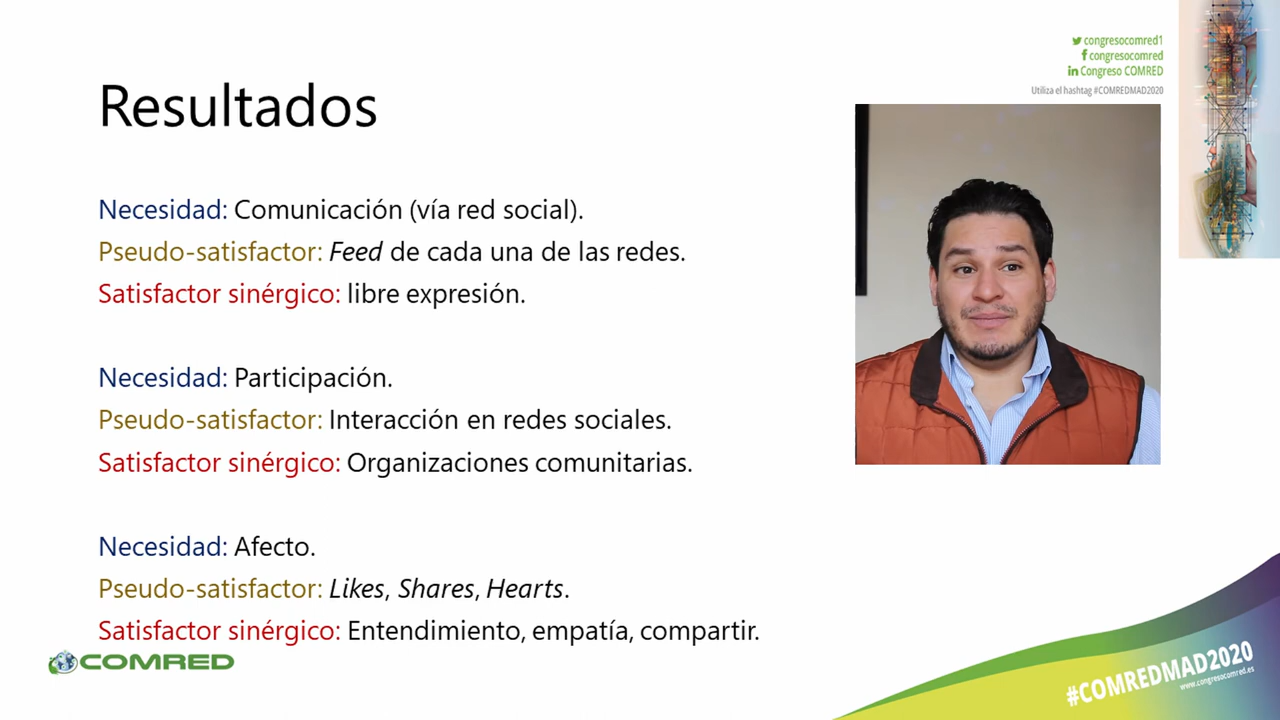 congresocomred1
congresocomred
Congreso COMRED
Utiliza el hashtag #COMREDMAD2020
Resultados
Necesidad: Comunicación (vía red social).
Pseudo-satisfactor: Feed de cada una de las redes.
Satisfactor sinérgico: libre expresión.
Necesidad: Participación.
Pseudo-satisfactor: Interacción en redes sociales.
Satisfactor sinérgico: Organizaciones comunitarias.
Necesidad: Afecto.
Pseudo-satisfactor: Likes, Shares, Hearts.
Satisfactor sinérgico: Entendimiento, empatía, compartir.
COMRED
#COMREDMAD2020
www.congresocomred.es